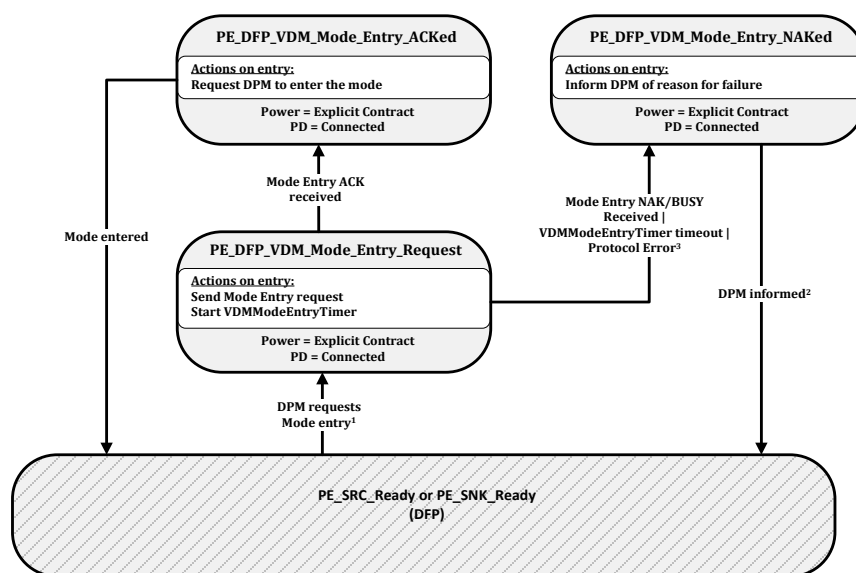 PE_DFP_VDM_Mode_Entry_ACKed
Actions on entry:
Request DPM to enter the mode
Power = Explicit Contract
PD = Connected
PE_DFP_VDM_Mode_Entry_NAKed
Actions on entry:
Inform DPM of reason for failure
Power = Explicit Contract
PD = Connected
Mode Entry ACK
received
Mode Entry NAK/BUSY
Received |
VDMModeEntryTimer timeout |
Protocol Error³
Mode entered
PE_DFP_VDM_Mode_Entry_Request
Actions on entry:
Send Mode Entry request
Start VDMModeEntryTimer
Power = Explicit Contract
PD = Connected
DPM informed²
DPM requests
Mode entry¹
PE_SRC_Ready or PE_SNK_Ready
(DFP)